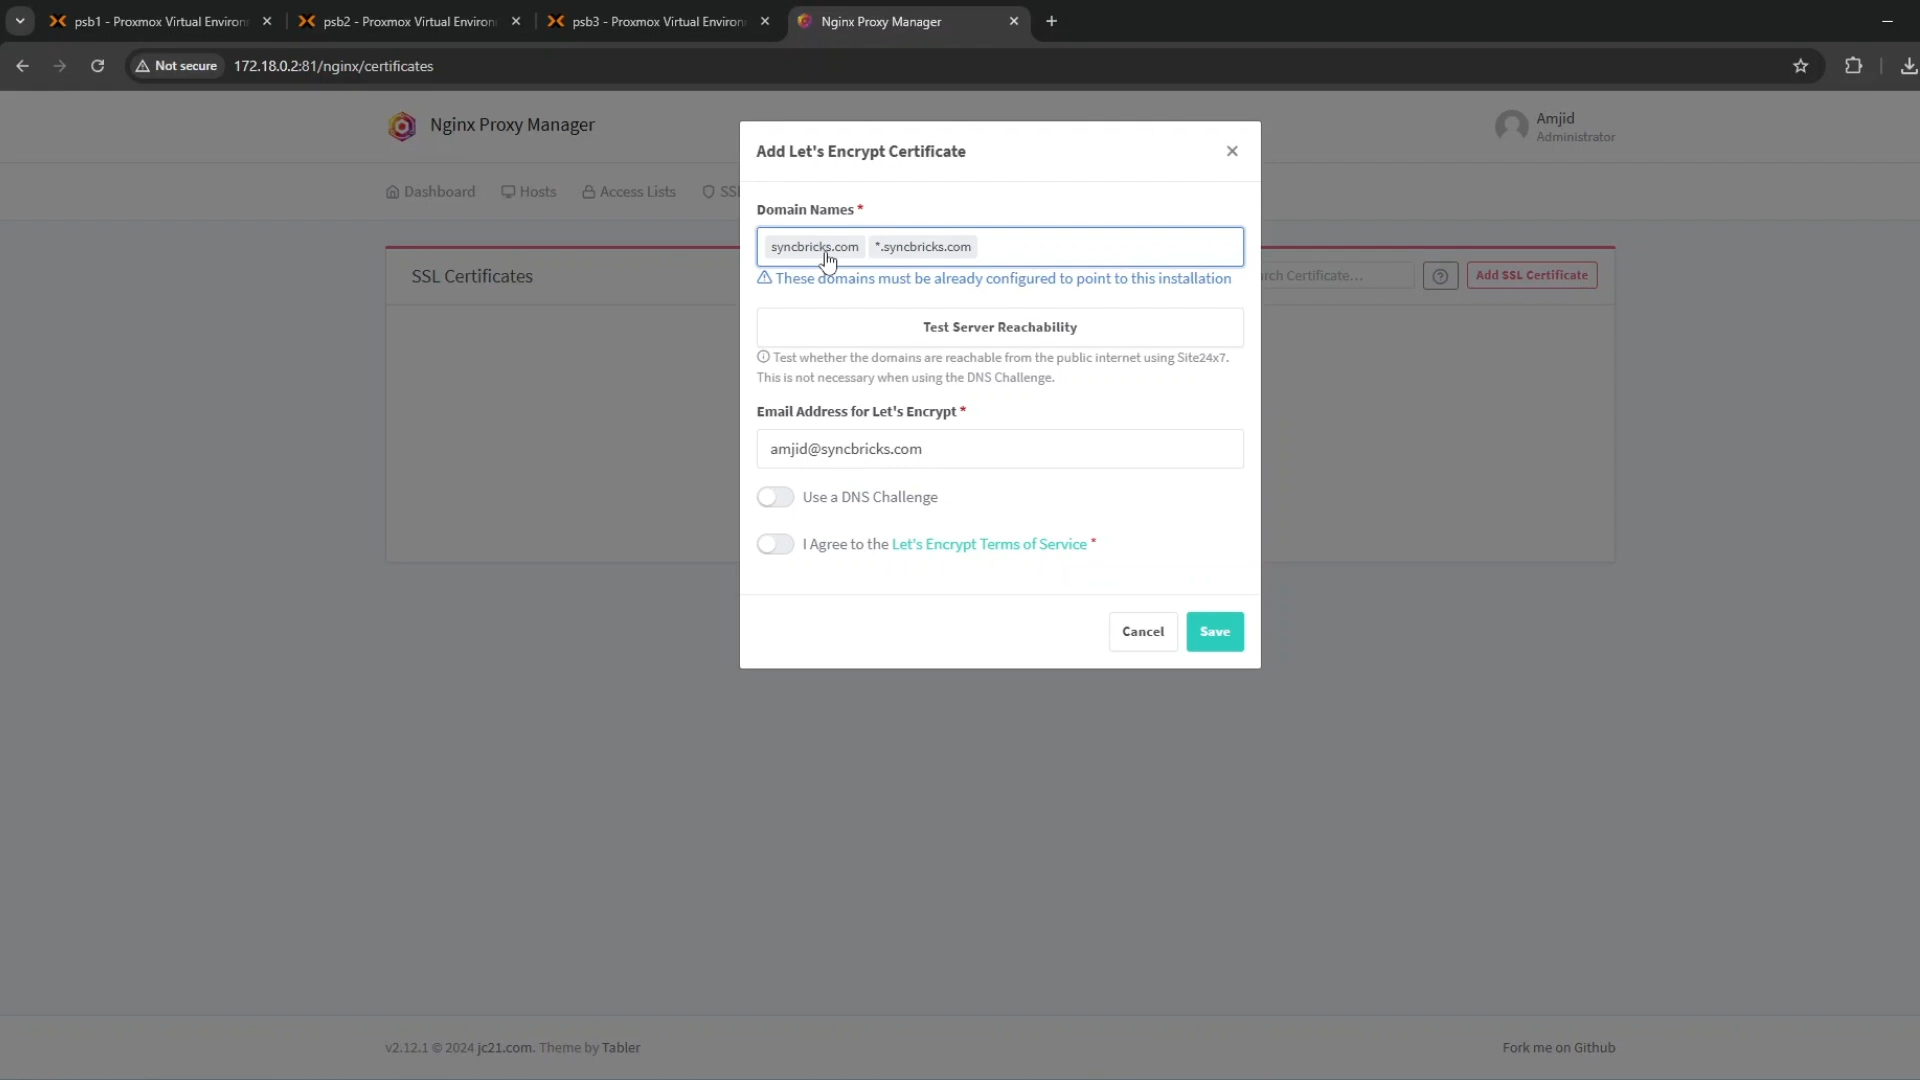 psb1 - Proxmox Virtual Environ
psb2 - Proxmox Virtual Environ
psb3 - Proxmox Virtual Environ
Nginx Proxy Manager
Not secure
172.18.0.2:81/nginx/certificates
Nginx Proxy Manager
Amjid
Administrator
Dashboard
Hosts
Access Lists
SSL
SSL Certificates
rch Certificate...
Add SSL Certificate
Add Let's Encrypt Certificate
Domain Names *
syncbricks.com *.syncbricks.com
These domains must be already configured to point to this installation
Test Server Reachability
Test whether the domains are reachable from the public internet using Site24x7.
This is not necessary when using the DNS Challenge.
Email Address for Let's Encrypt *
amjid@syncbricks.com
Use a DNS Challenge
I Agree to the Let's Encrypt Terms of Service *
Cancel
Save
v2.12.1 © 2024 jc21.com. Theme by Tabler
Fork me on Github